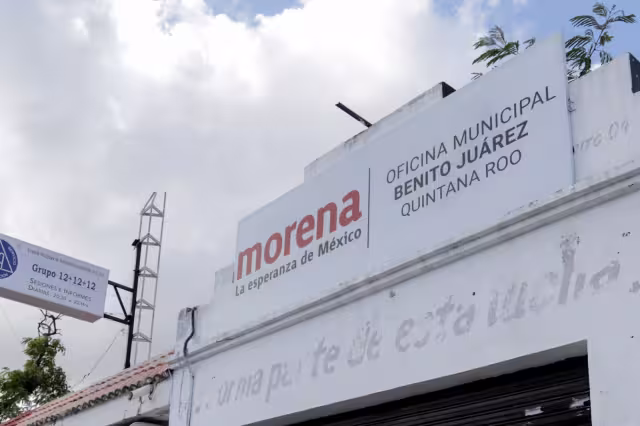 morena
La esperanza de México
OFICINA MUNICIPAL
BENITO JUÁREZ
QUINTANA ROO
Grupo 12+12+12
parte de esta lucha